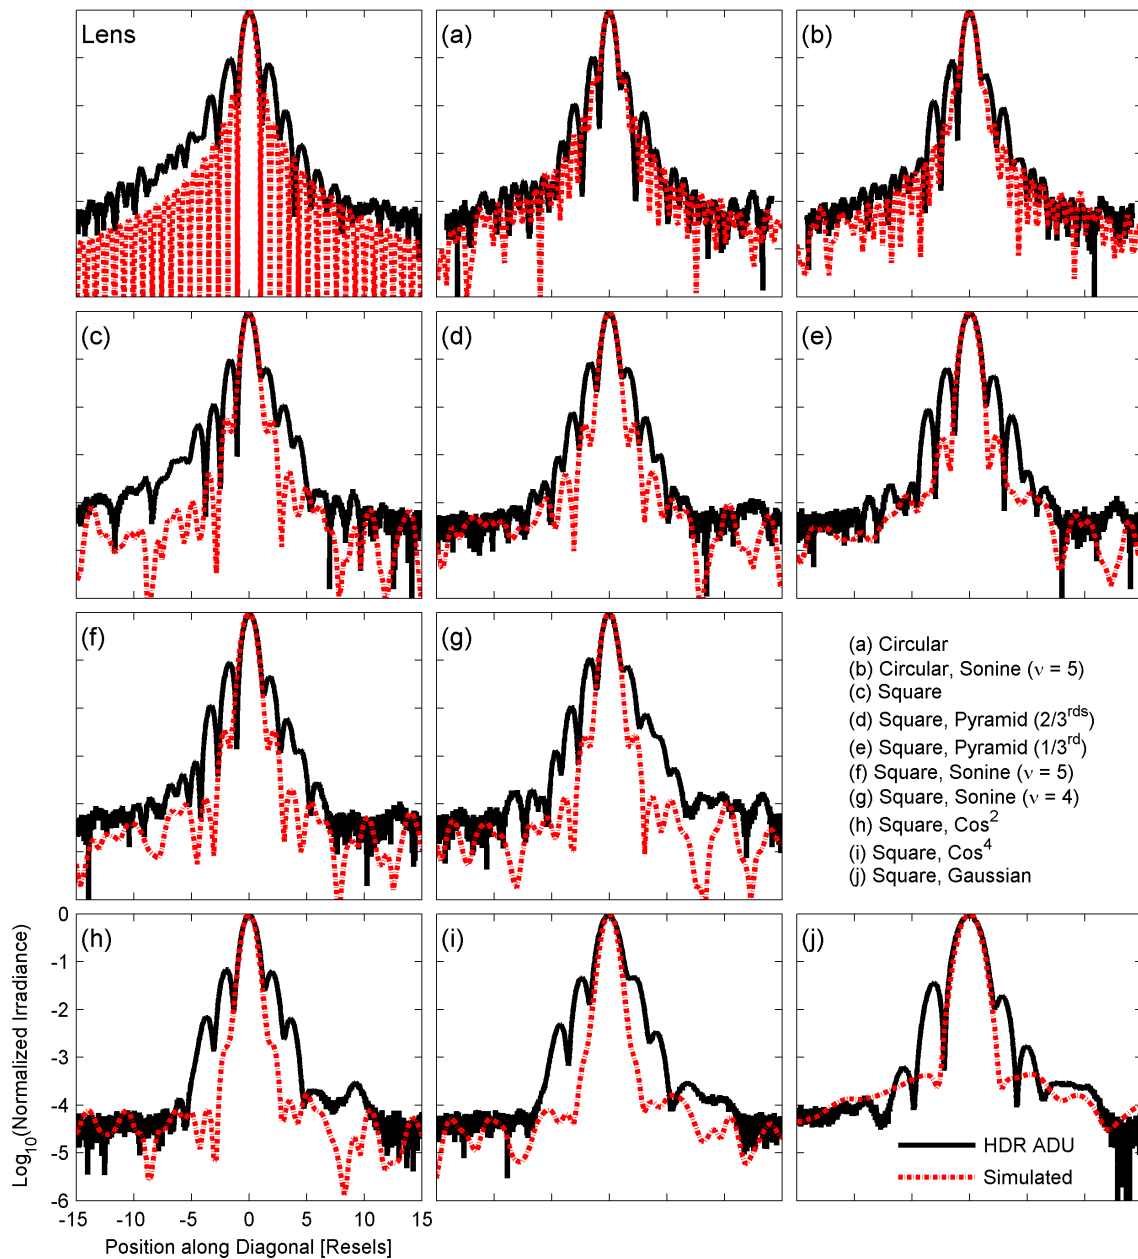 Lens
(a)
(b)
(c)
(d)
(e)
(f)
(g)
(a) Circular
(b) Circular, Sonine (ν = 5)
(c) Square
(d) Square, Pyramid (2/3rds)
(e) Square, Pyramid (1/3rd)
(f) Square, Sonine (ν = 5)
(g) Square, Sonine (ν = 4)
(h) Square, Cos2
(i) Square, Cos4
(j) Square, Gaussian
(h)
(i)
(j)
0
-1
-2
-3
-4
-5
-6
Log10(Normalized Irradiance)
-15 -10 -5 0 5 10 15
Position along Diagonal [Resels]
HDR ADU
Simulated